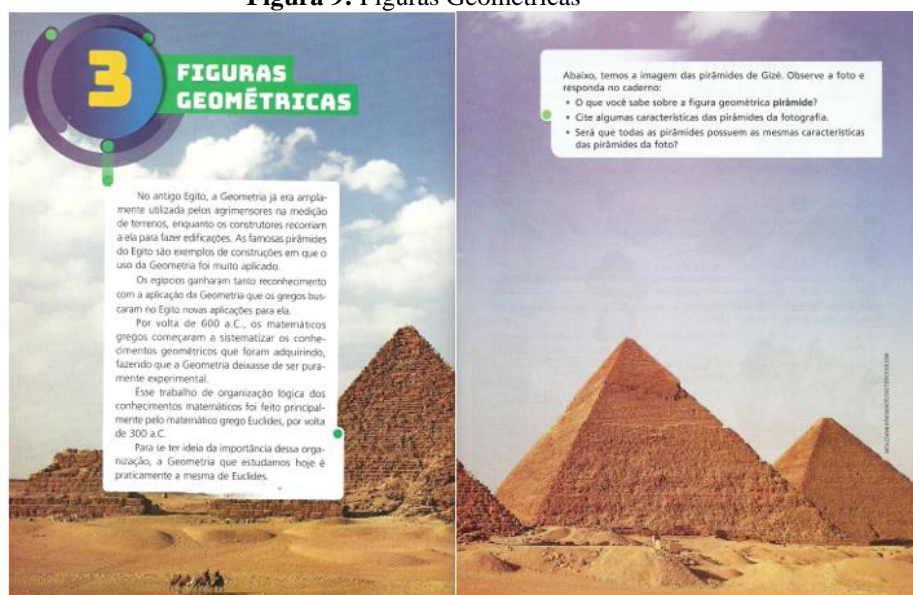 Figura 9: Figuras Geométricas
3
FIGURAS
GEOMÉTRICAS
No antigo Egito, a Geometria já era ampla-
mente utilizada pelos agrimensores na medição
de terrenos, enquanto os construtores recorriam
a ela para fazer edificações. As famosas pirâmides
do Egito são exemplos de construções em que o
uso da Geometria foi muito aplicado.
Os egípcios ganharam tanto reconhecimento
com a aplicação da Geometria que os gregos bus-
caram no Egito novas aplicações para ela.
Por volta de 600 a.C., os matemáticos
gregos começaram a sistematizar os conhe-
cimentos geométricos que foram adquirindo,
fazendo que a Geometria deixasse de ser pura-
mente experimental.
Esse trabalho de organização lógica dos
conhecimentos matemáticos foi feito principal-
mente pelo matemático grego Euclides, por volta
de 300 a.C.
Para se ter ideia da importância dessa orga-
nização, a Geometria que estudamos hoje é
praticamente a mesma de Euclides.
Abaixo, temos a imagem das pirâmides de Gizé. Observe a foto e
responda no caderno:
• O que você sabe sobre a figura geométrica pirâmide?
• Cite algumas características das pirâmides da fotografia.
• Será que todas as pirâmides possuem as mesmas características
das pirâmides da foto?